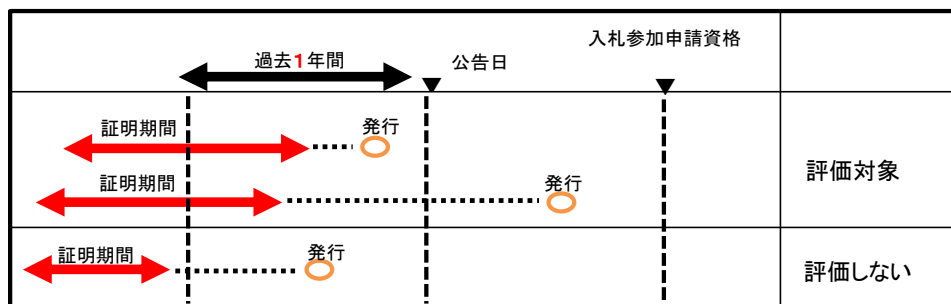 入札参加申請資格
過去1年間
公告日
証明期間
発行
証明期間
発行
評価対象
証明期間
発行
評価しない